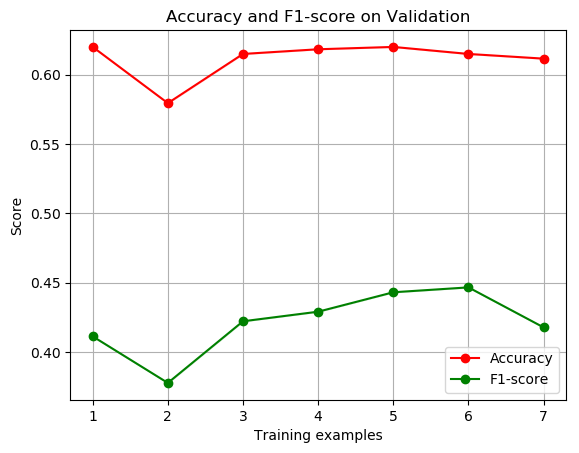 Accuracy and F1-score on Validation
0.60
0.55
0.50
0.45
0.40
Score
1 2 3 4 5 6 7
Training examples
Accuracy
F1-score